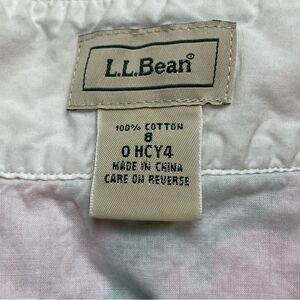 L.L.Bean
100% COTTON
8
0 HCY4
MADE IN CHINA
CARE ON REVERSE